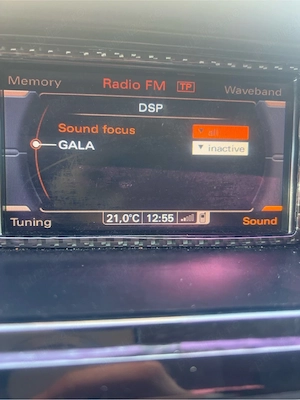 Memory Radio FM TP Waveband
DSP
Sound focus all
GALA inactive
Tuning 21,0°C 12:55 Sound